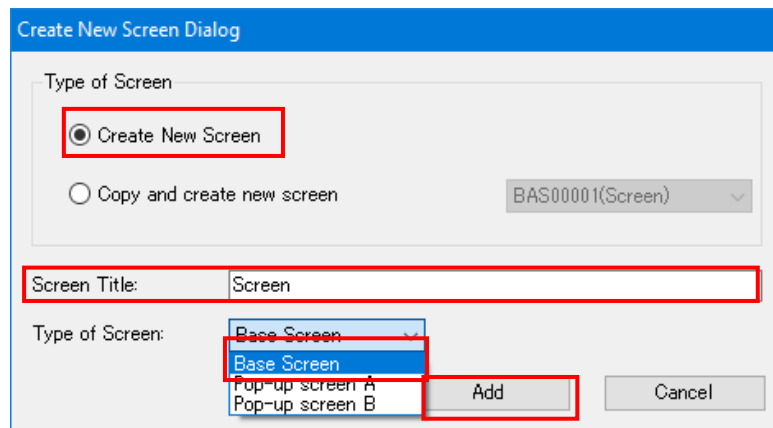 Create New Screen Dialog
Type of Screen
Create New Screen
Copy and create new screen BAS00001(Screen)
Screen Title: Screen
Type of Screen: Base Screen
Base Screen
Pop-up screen A
Pop-up screen B
Add Cancel